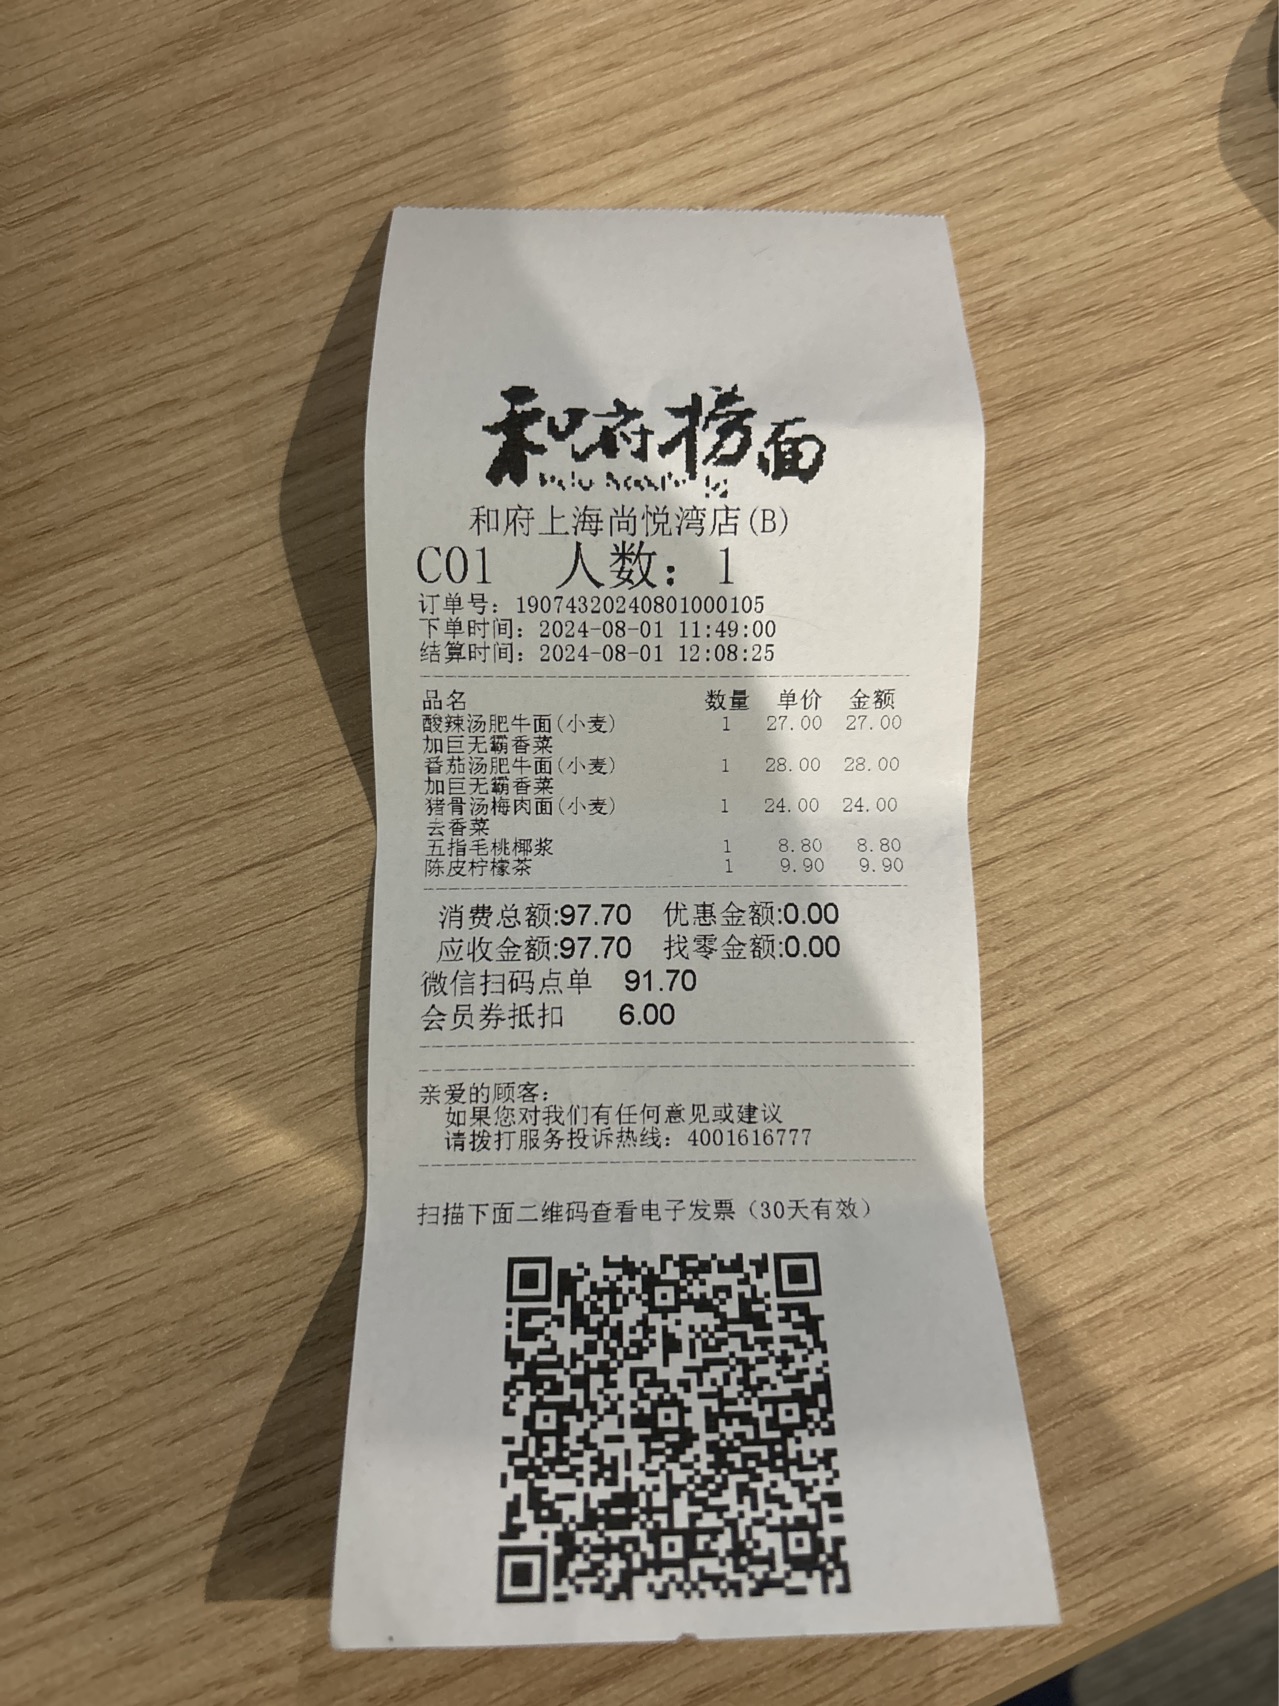 和府捞面
和府上海尚悦湾店(B)
C01 人数：1
订单号：19074320240801000105
下单时间：2024-08-01 11:49:00
结算时间：2024-08-01 12:08:25
品名 数量 单价 金额
酸辣汤肥牛面(小麦) 1 27.00 27.00
加巨无霸香菜
番茄汤肥牛面(小麦) 1 28.00 28.00
加巨无霸香菜
猪骨汤梅肉面(小麦) 1 24.00 24.00
去香菜
五指毛桃椰浆 1 8.80 8.80
陈皮柠檬茶 1 9.90 9.90
消费总额:97.70 优惠金额:0.00
应收金额:97.70 找零金额:0.00
微信扫码点单 91.70
会员券抵扣 6.00
亲爱的顾客：
如果您对我们有任何意见或建议
请拨打服务投诉热线：4001616777
扫描下面二维码查看电子发票（30天有效）